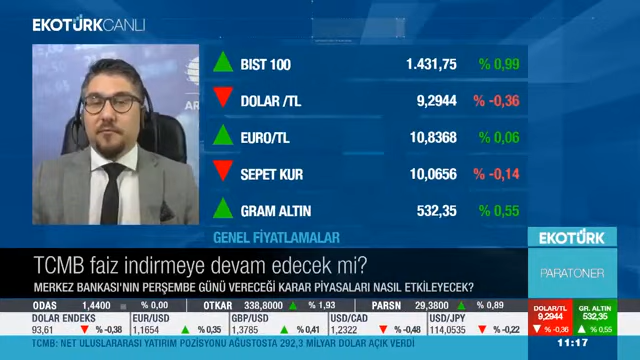 EKOTÜRK CANLI
AR
BIST 100 1.431,75 % 0,99
DOLAR /TL 9,2944 % -0,36
EURO/TL 10,8368 % 0,06
SEPET KUR 10,0656 % -0,14
GRAM ALTIN 532,35 % 0,55
GENEL FİYATLAMALAR
EKOTÜRK
PARATONER
TCMB faiz indirmeye devam edecek mi?
MERKEZ BANKASI'NIN PERŞEMBE GÜNÜ VERECEĞİ KARAR PİYASALARI NASIL ETKİLEYECEK?
ODAS 1,4400 % 0,00 OTKAR 338,8000 % 1,93 PARSN 29,3800 % 0,89
DOLAR ENDEKS EUR/USD GBP/USD USD/CAD USD/JPY
93,61 % -0,38 1,1654 % 0,35 1,3785 % 0,41 1,2322 % -0,48 114,0535 % -0,22
DOLAR/TL GR. ALTIN
9,2944 532,35
% -0,36 % 0,55
TCMB: NET ULUSLARARASI YATIRIM POZİSYONU AĞUSTOSTA 292,3 MİLYAR DOLAR AÇIK VERDİ
11:17